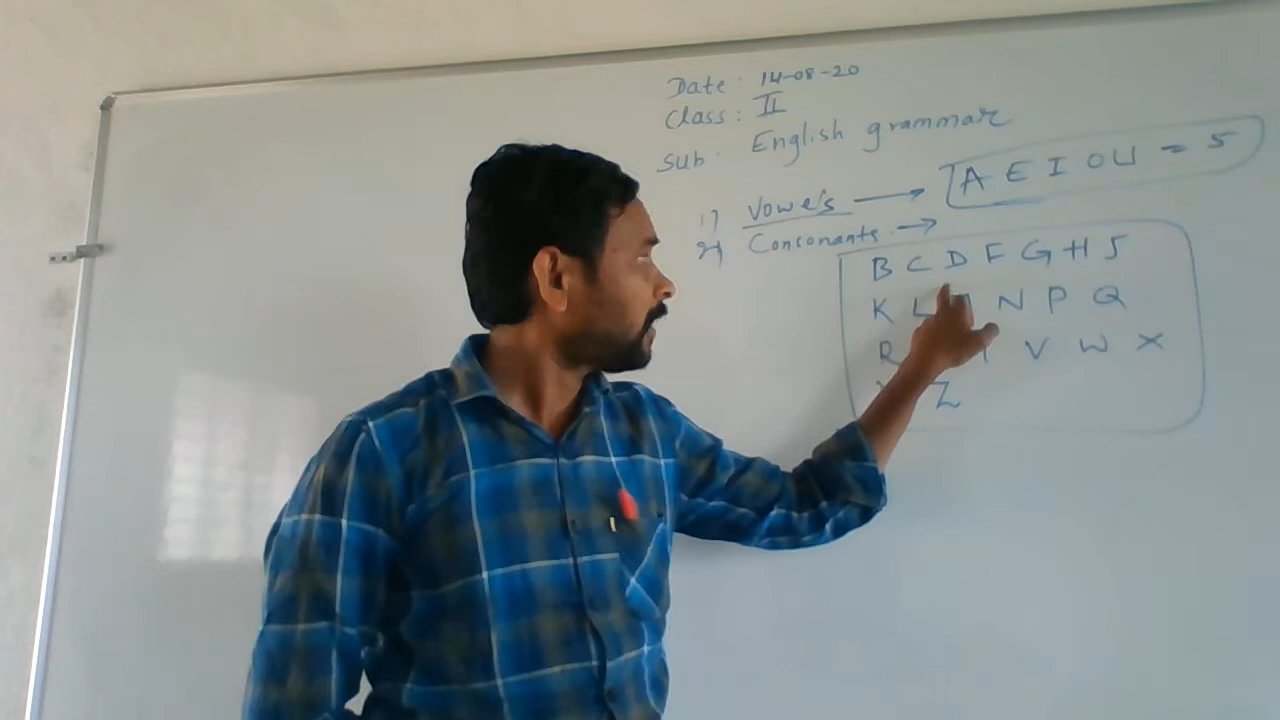 Date: 14-08-20
Class: II
Sub: English grammar
1) Vowels → A E I O U = 5
2) Consonants →
B C D F G H J
K L N P Q
R V W X
Z